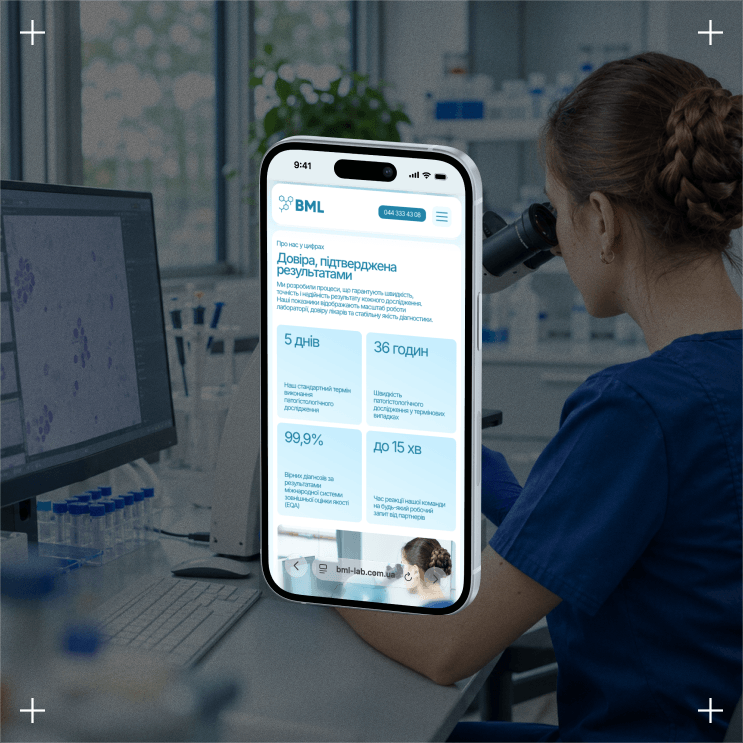 9:41
BML
044 333 43 08
Про нас у цифрах
Довіра, підтверджена
результатами
Ми розробили процеси, що гарантують швидкість,
точність і надійність результату кожного дослідження.
Наші показники відображають масштаб роботи
лабораторії, довіру лікарів та стабільну якість діагностики.
5 днів
Наш стандартний термін
виконання
патогістологічного
дослідження
36 годин
Швидкість
патогістологічного
дослідження у термінових
випадках
99,9%
Вірних діагнозів за
результатами
міжнародної системи
зовнішньої оцінки якості
(EQA)
до 15 хв
Час реакції нашої команди
на будь-який робочий
запит від партнерів
bml-lab.com.ua